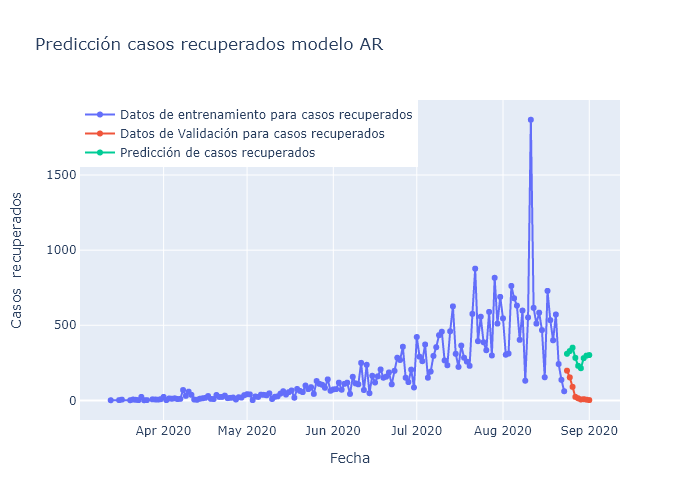 Predicción casos recuperados modelo AR
Datos de entrenamiento para casos recuperados
Datos de Validación para casos recuperados
Predicción de casos recuperados
1500
1000
500
0
Casos recuperados
Apr 2020 May 2020 Jun 2020 Jul 2020 Aug 2020 Sep 2020
Fecha